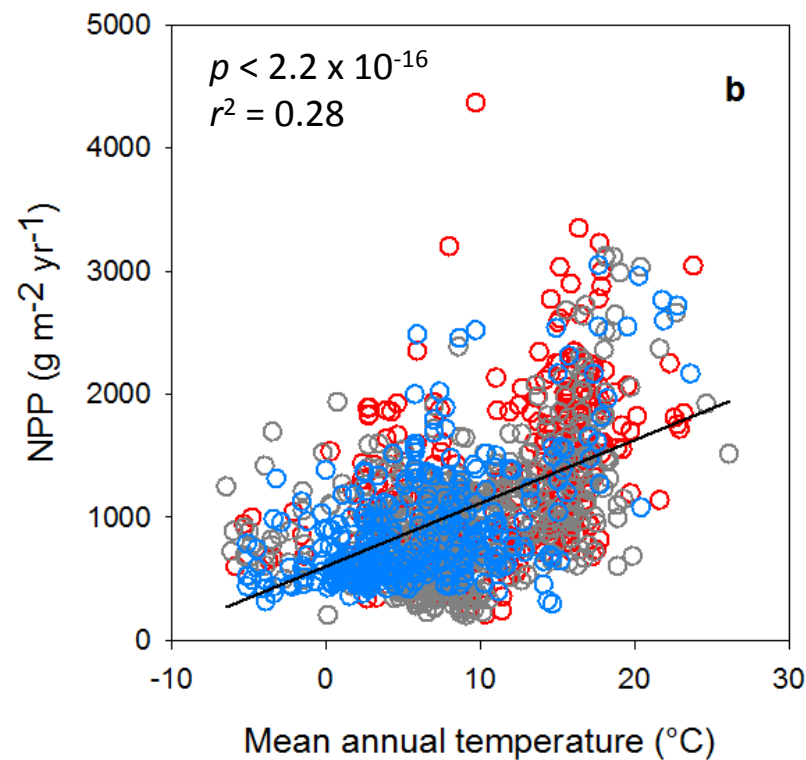 p < 2.2 x 10-16
r2 = 0.28
b
NPP (g m-2 yr-1)
5000
4000
3000
2000
1000
0
-10 0 10 20 30
Mean annual temperature (°C)